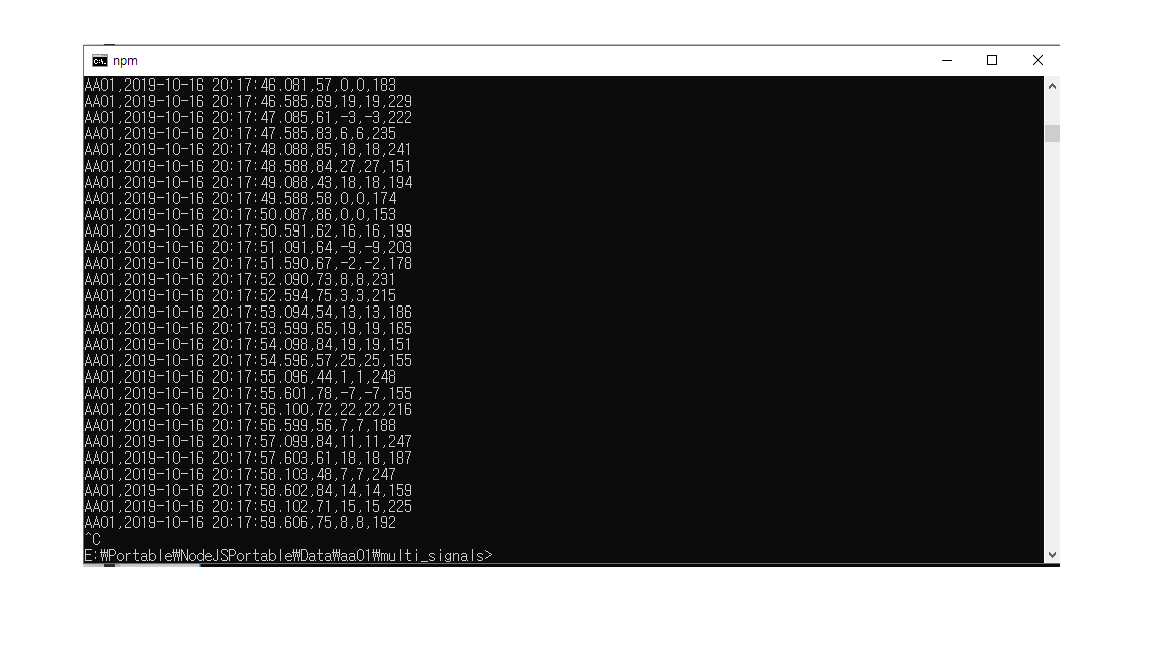 npm
AA01,2019-10-16 20:17:46.081,57,0,0,183
AA01,2019-10-16 20:17:46.585,69,19,19,229
AA01,2019-10-16 20:17:47.085,61,-3,-3,222
AA01,2019-10-16 20:17:47.585,83,6,6,235
AA01,2019-10-16 20:17:48.088,85,18,18,241
AA01,2019-10-16 20:17:48.588,84,27,27,151
AA01,2019-10-16 20:17:49.088,43,18,18,194
AA01,2019-10-16 20:17:49.588,58,0,0,174
AA01,2019-10-16 20:17:50.087,86,0,0,153
AA01,2019-10-16 20:17:50.591,62,16,16,199
AA01,2019-10-16 20:17:51.091,64,-9,-9,203
AA01,2019-10-16 20:17:51.590,67,-2,-2,178
AA01,2019-10-16 20:17:52.090,73,8,8,231
AA01,2019-10-16 20:17:52.594,75,3,3,215
AA01,2019-10-16 20:17:53.094,54,13,13,186
AA01,2019-10-16 20:17:53.599,65,19,19,165
AA01,2019-10-16 20:17:54.098,84,19,19,151
AA01,2019-10-16 20:17:54.596,57,25,25,155
AA01,2019-10-16 20:17:55.096,44,1,1,248
AA01,2019-10-16 20:17:55.601,78,-7,-7,155
AA01,2019-10-16 20:17:56.100,72,22,22,216
AA01,2019-10-16 20:17:56.599,56,7,7,188
AA01,2019-10-16 20:17:57.099,84,11,11,247
AA01,2019-10-16 20:17:57.603,61,18,18,187
AA01,2019-10-16 20:17:58.103,48,7,7,247
AA01,2019-10-16 20:17:58.602,84,14,14,159
AA01,2019-10-16 20:17:59.102,71,15,15,225
AA01,2019-10-16 20:17:59.606,75,8,8,192
^C
E:₩Portable₩NodeJSPortable₩Data₩aa01₩multi_signals>